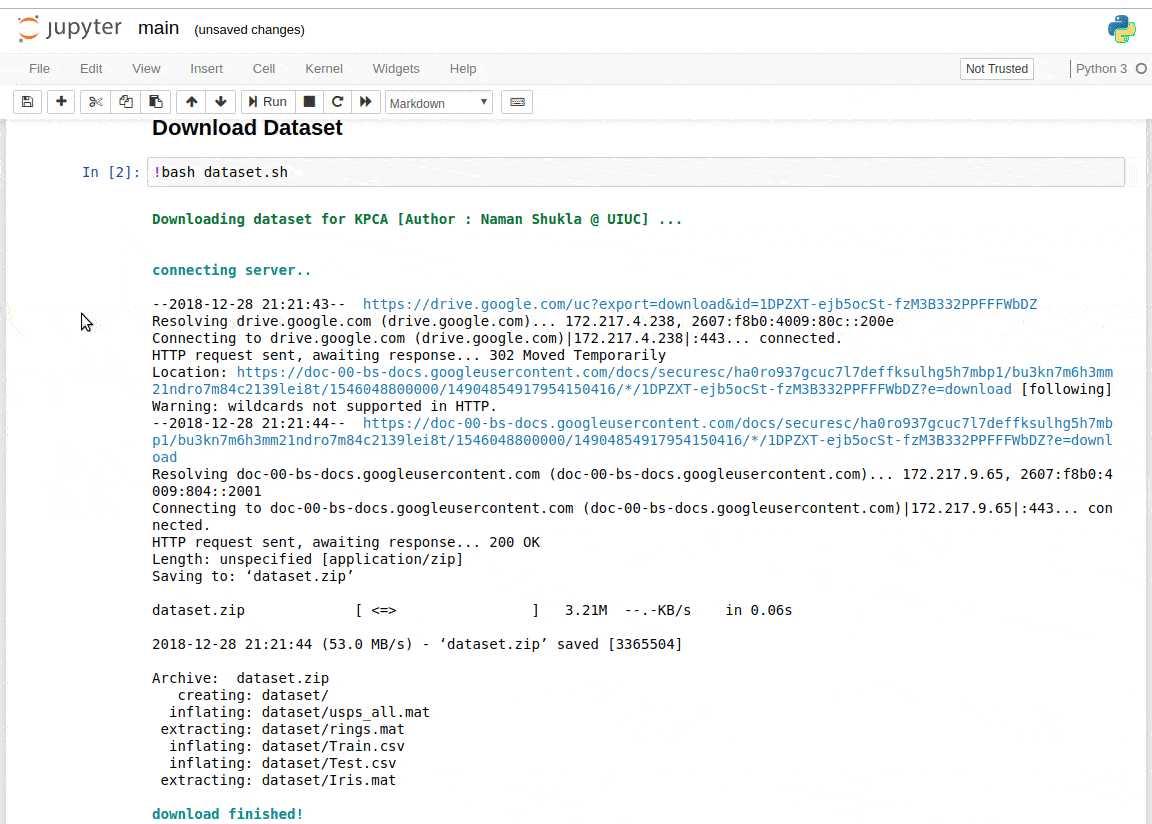 jupyter main (unsaved changes)
File Edit View Insert Cell Kernel Widgets Help Not Trusted Python 3
Run Markdown
Download Dataset
In [2]: !bash dataset.sh
Downloading dataset for KPCA [Author : Naman Shukla @ UIUC] ...
connecting server..
--2018-12-28 21:21:43--  https://drive.google.com/uc?export=download&id=1DPZXT-ejb5ocSt-fzM3B332PPFFFWbDZ
Resolving drive.google.com (drive.google.com)... 172.217.4.238, 2607:f8b0:4009:80c::200e
Connecting to drive.google.com (drive.google.com)|172.217.4.238|:443... connected.
HTTP request sent, awaiting response... 302 Moved Temporarily
Location: https://doc-00-bs-docs.googleusercontent.com/docs/securesc/ha0ro937gcuc7l7deffksulhg5h7mbp1/bu3kn7m6h3mm
21ndro7m84c2139lei8t/1546048800000/14904854917954150416/*/1DPZXT-ejb5ocSt-fzM3B332PPFFFWbDZ?e=download [following]
Warning: wildcards not supported in HTTP.
--2018-12-28 21:21:44--  https://doc-00-bs-docs.googleusercontent.com/docs/securesc/ha0ro937gcuc7l7deffksulhg5h7mb
p1/bu3kn7m6h3mm21ndro7m84c2139lei8t/1546048800000/14904854917954150416/*/1DPZXT-ejb5ocSt-fzM3B332PPFFFWbDZ?e=downl
oad
Resolving doc-00-bs-docs.googleusercontent.com (doc-00-bs-docs.googleusercontent.com)... 172.217.9.65, 2607:f8b0:4
009:804::2001
Connecting to doc-00-bs-docs.googleusercontent.com (doc-00-bs-docs.googleusercontent.com)|172.217.9.65|:443... con
nected.
HTTP request sent, awaiting response... 200 OK
Length: unspecified [application/zip]
Saving to: ‘dataset.zip’
dataset.zip             [ <=>                ]   3.21M  --.-KB/s    in 0.06s
2018-12-28 21:21:44 (53.0 MB/s) - ‘dataset.zip’ saved [3365504]
Archive:  dataset.zip
creating: dataset/
inflating: dataset/usps_all.mat
extracting: dataset/rings.mat
inflating: dataset/Train.csv
inflating: dataset/Test.csv
extracting: dataset/Iris.mat
download finished!